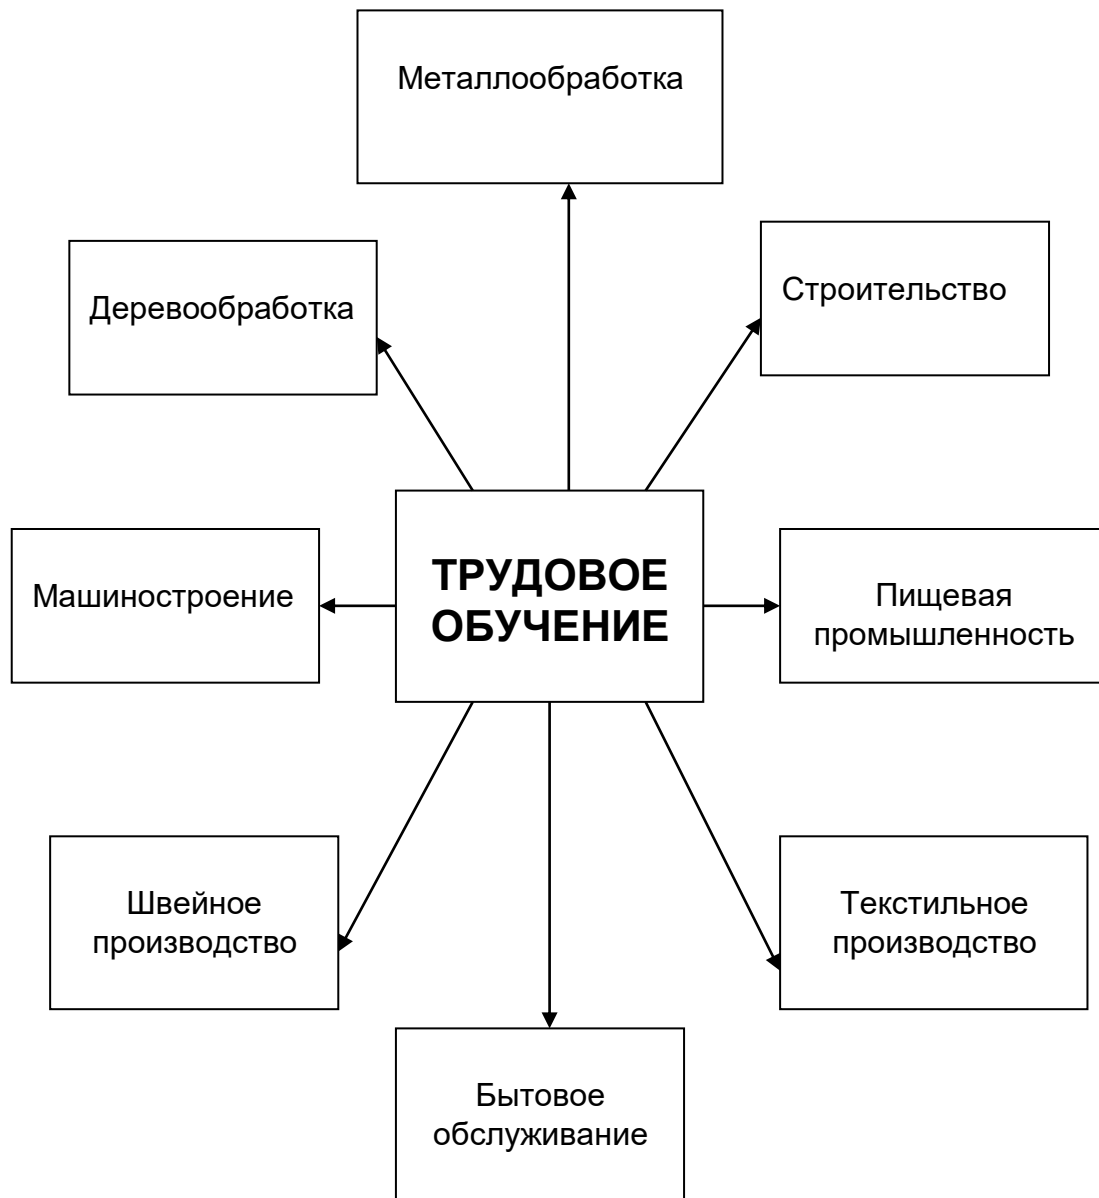 Металлообработка
Деревообработка
Строительство
Машиностроение
ТРУДОВОЕ
ОБУЧЕНИЕ
Пищевая
промышленность
Швейное
производство
Текстильное
производство
Бытовое
обслуживание